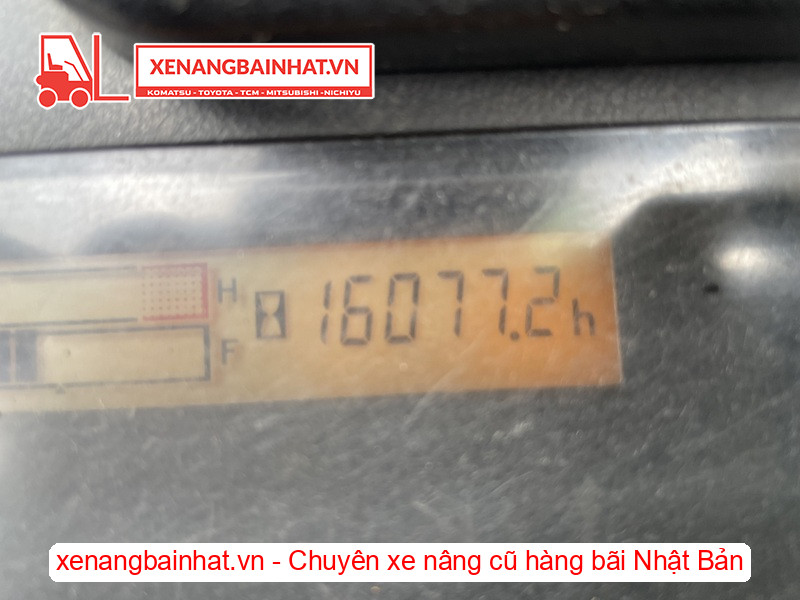 XENANGBAINHAT.VN
KOMATSU - TOYOTA - TCM - MITSUBISHI - NICHIYU
H
16077.2h
F
xenangbainhat.vn - Chuyên xe nâng cũ hàng bãi Nhật Bản